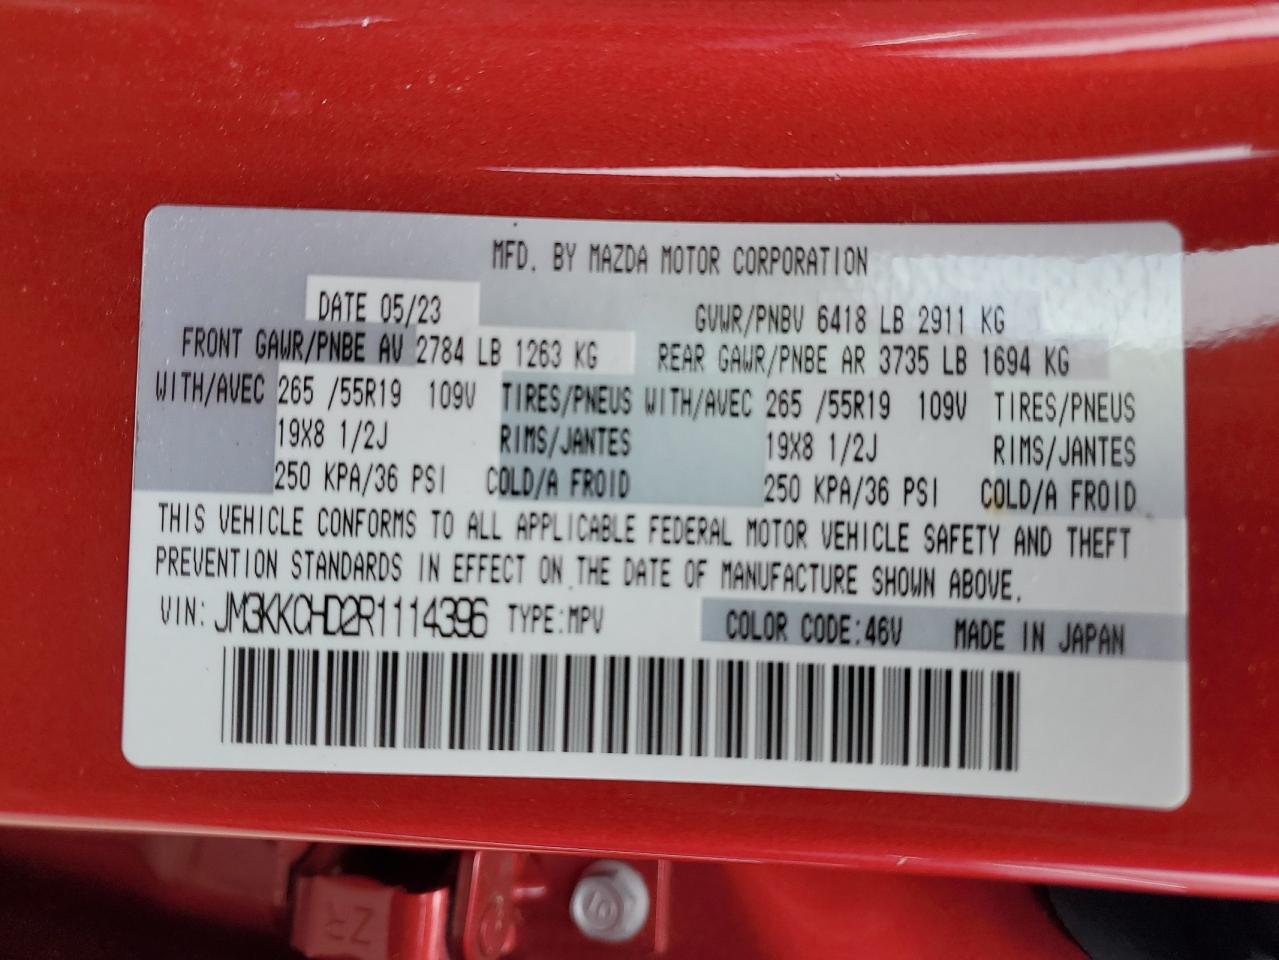 MFD. BY MAZDA MOTOR CORPORATION
DATE 05/23 GVWR/PNBV 6418 LB 2911 KG
FRONT GAWR/PNBE AV 2784 LB 1263 KG REAR GAWR/PNBE AR 3735 LB 1694 KG
WITH/AVEC 265 /55R19 109V TIRES/PNEUS WITH/AVEC 265 /55R19 109V TIRES/PNEUS
19X8 1/2J RIMS/JANTES 19X8 1/2J RIMS/JANTES
250 KPA/36 PSI COLD/A FROID 250 KPA/36 PSI COLD/A FROID
THIS VEHICLE CONFORMS TO ALL APPLICABLE FEDERAL MOTOR VEHICLE SAFETY AND THEFT
PREVENTION STANDARDS IN EFFECT ON THE DATE OF MANUFACTURE SHOWN ABOVE.
VIN: JM3KKCHD2R1114396 TYPE:MPV COLOR CODE:46V MADE IN JAPAN
ZR